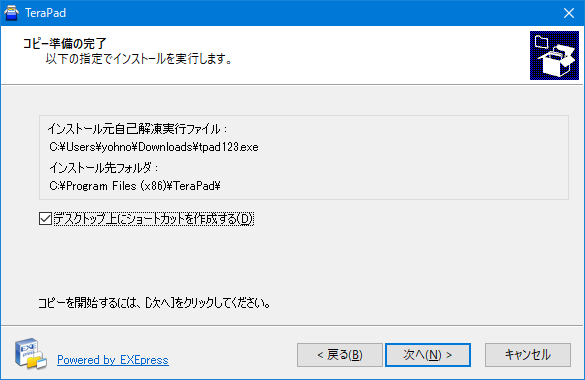 TeraPad
コピー準備の完了
以下の指定でインストールを実行します。
インストール元自己解凍実行ファイル：
C:¥Users¥yohno¥Downloads¥tpad123.exe
インストール先フォルダ：
C:¥Program Files (x86)¥TeraPad¥
デスクトップ上にショートカットを作成する(D)
コピーを開始するには、[次へ]をクリックしてください。
EXE
Powered by EXEpress
< 戻る(B)
次へ(N) >
キャンセル